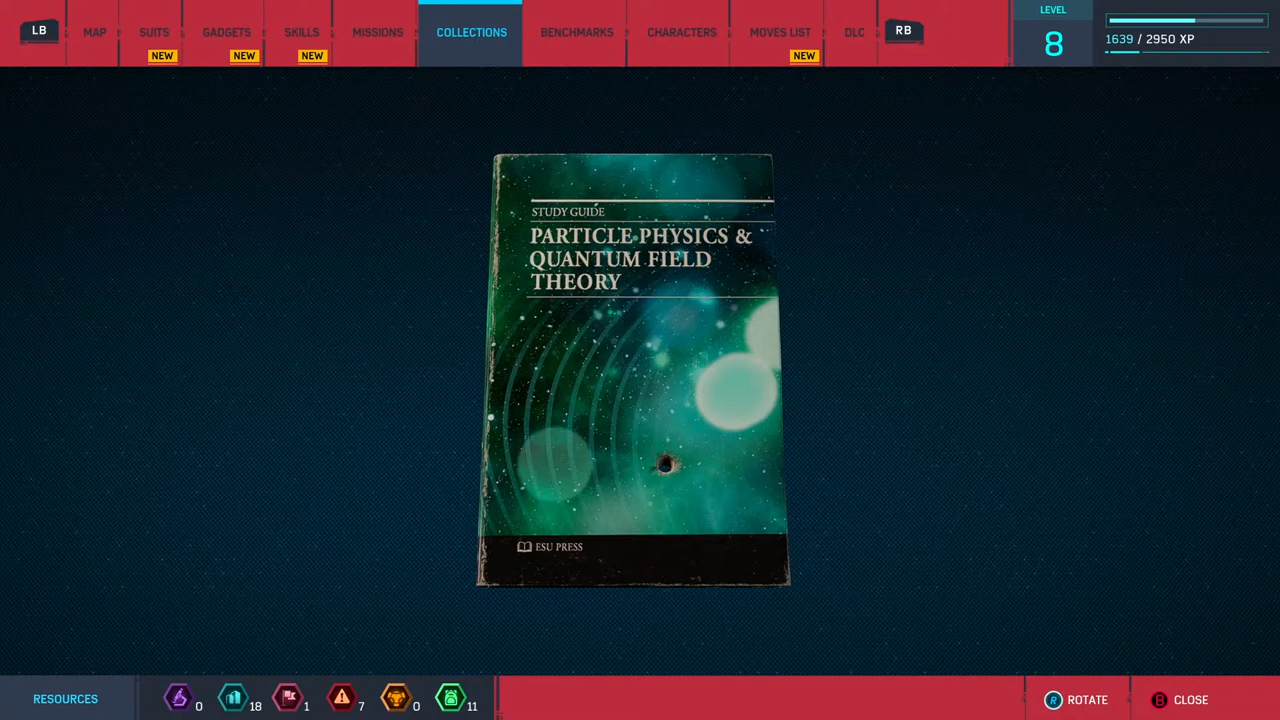 LB MAP SUITS GADGETS SKILLS MISSIONS COLLECTIONS BENCHMARKS CHARACTERS MOVES LIST DLC RB
NEW NEW NEW NEW
LEVEL
8
1639 / 2950 XP
STUDY GUIDE
PARTICLE PHYSICS &
QUANTUM FIELD
THEORY
ESU PRESS
RESOURCES 0 18 1 7 0 11
R ROTATE B CLOSE